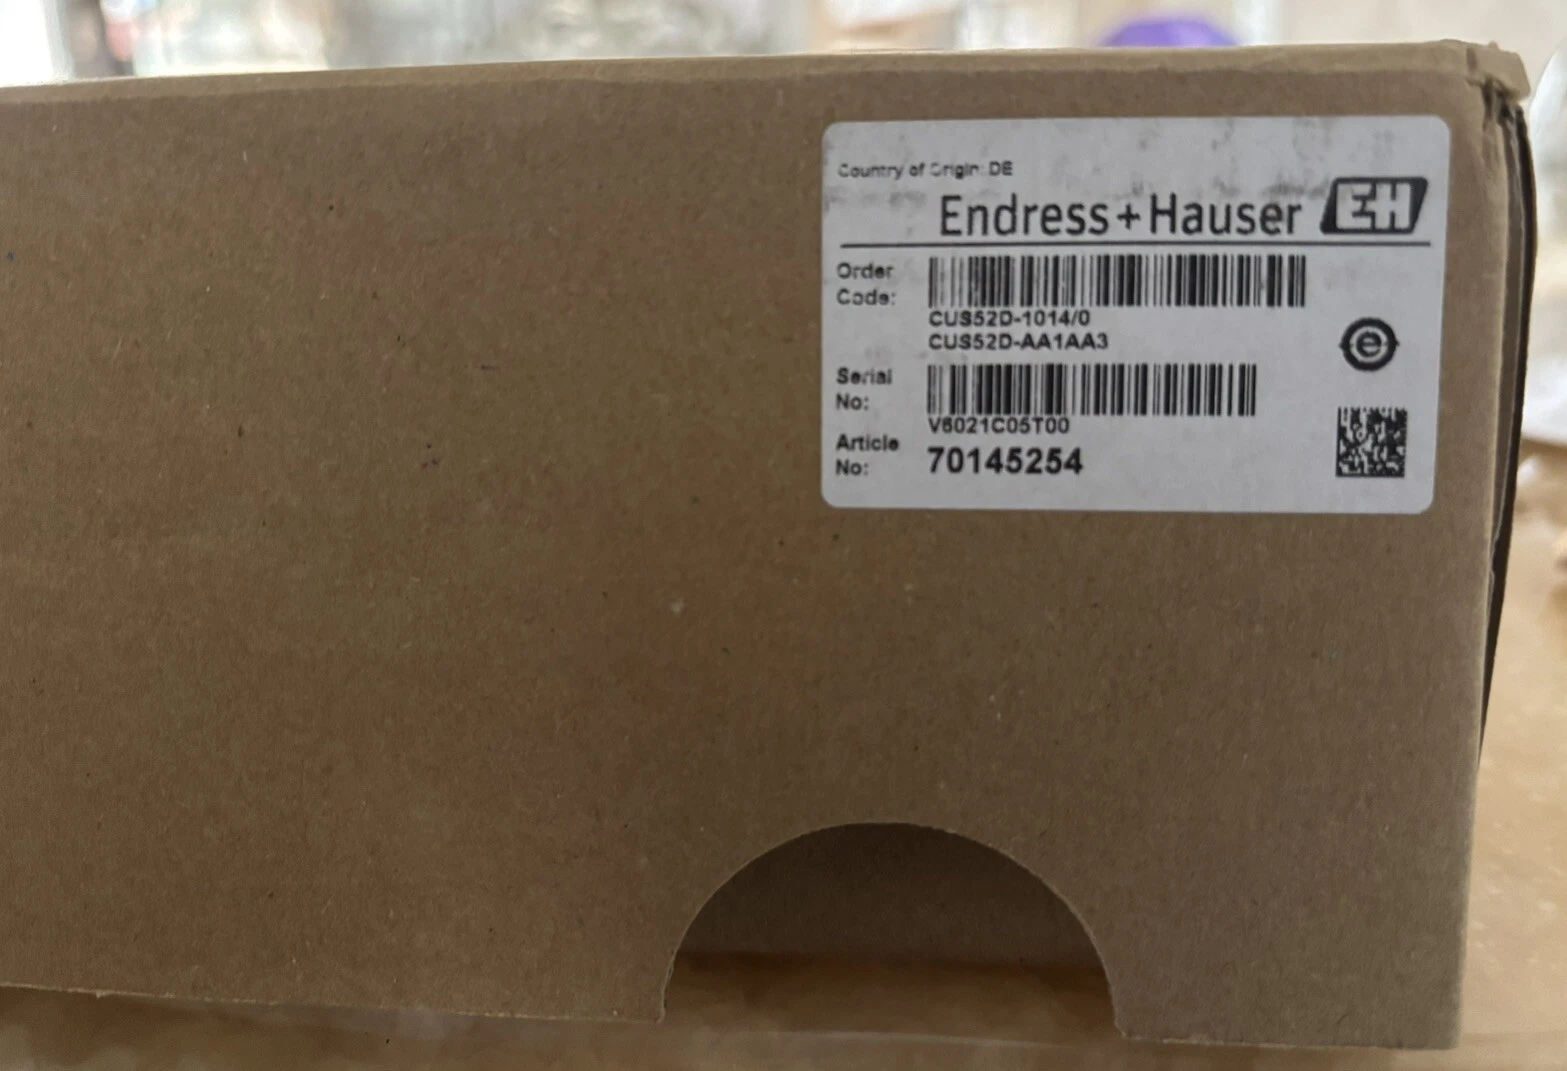 Country of Origin: DE
Endress+Hauser EH
Order
Code:
CUS52D-1014/0
CUS52D-AA1AA3
Serial
No:
V6021C05T00
Article
No:
70145254
e